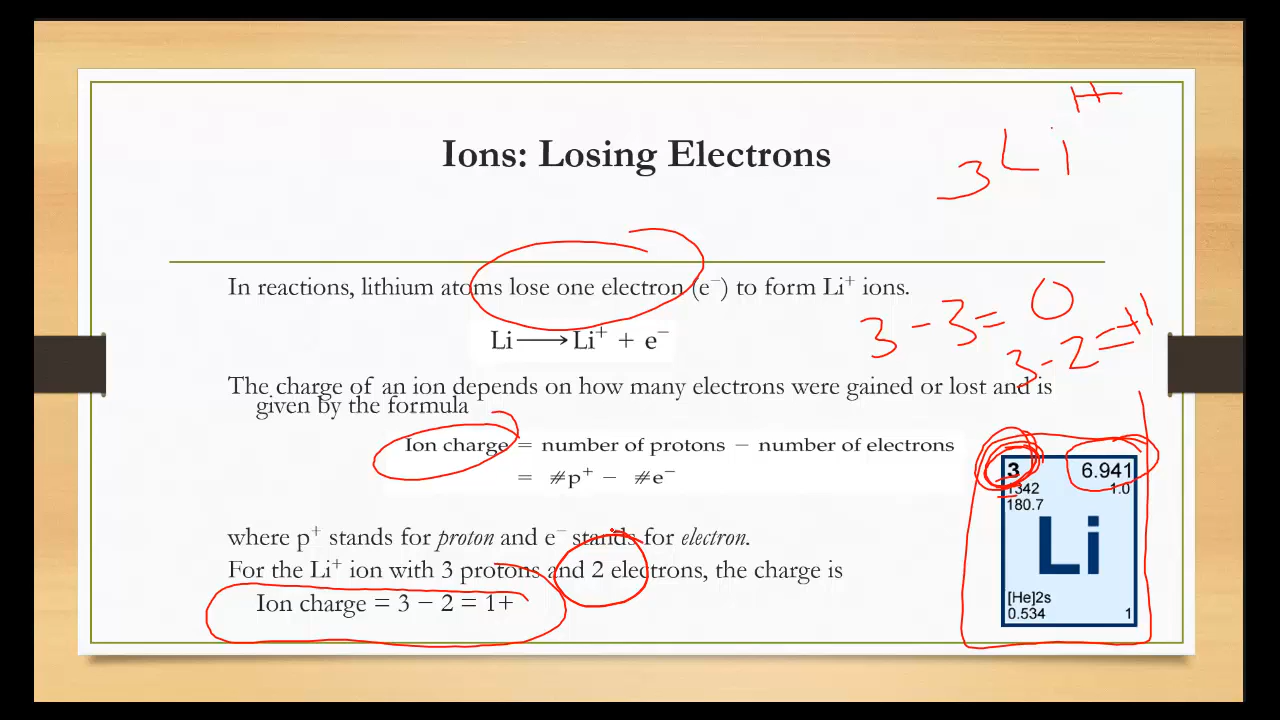 Ions: Losing Electrons
3Li+
In reactions, lithium atoms lose one electron (e⁻) to form Li⁺ ions.
Li ⟶ Li⁺ + e⁻
3 - 3 = 0
3 - 2 = +1
The charge of an ion depends on how many electrons were gained or lost and is
given by the formula
Ion charge = number of protons − number of electrons
= #p⁺ − #e⁻
where p⁺ stands for proton and e⁻ stands for electron.
For the Li⁺ ion with 3 protons and 2 electrons, the charge is
Ion charge = 3 − 2 = 1+
3 6.941
1342 1.0
180.7
Li
[He]2s
0.534 1